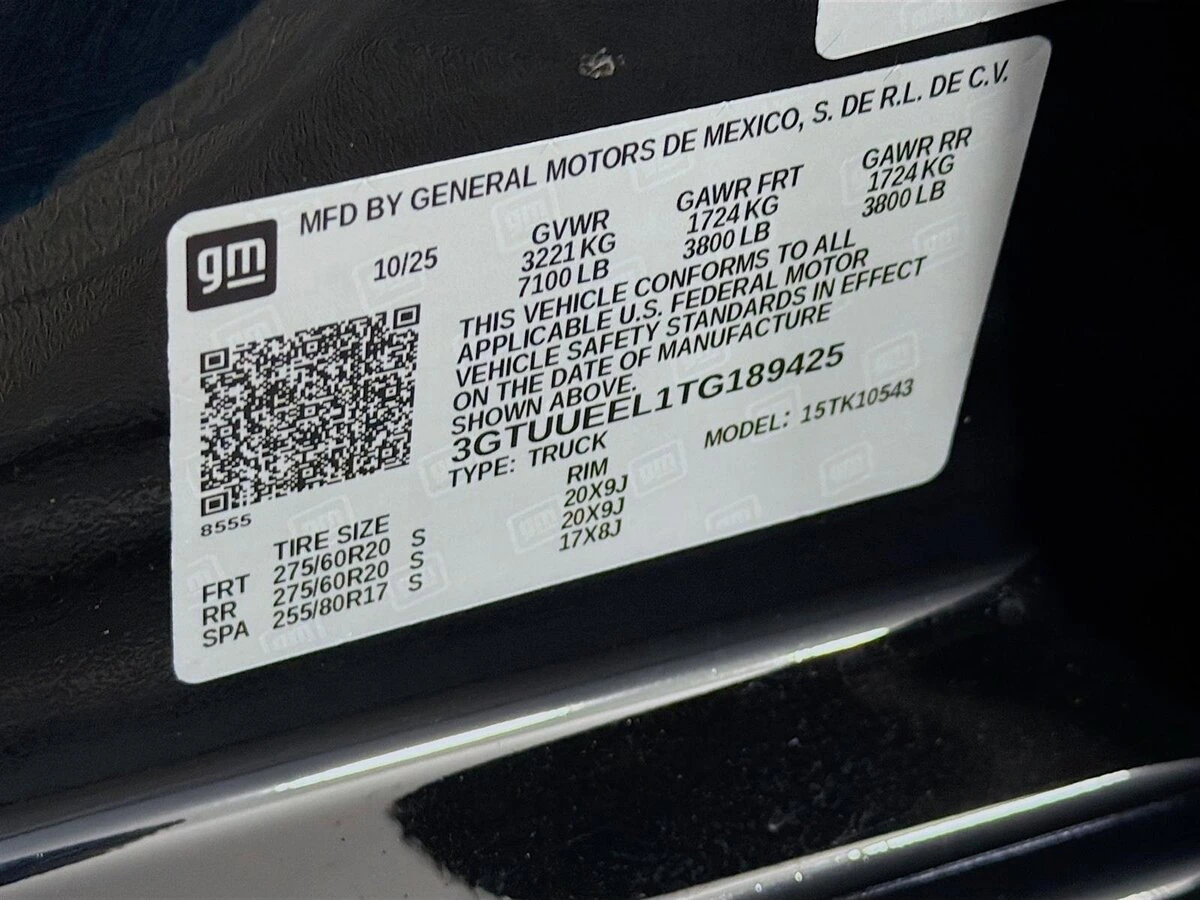 MFD BY GENERAL MOTORS DE MEXICO, S. DE R.L. DE C.V.
gm
10/25
GVWR
3221 KG
7100 LB
GAWR FRT
1724 KG
3800 LB
GAWR RR
1724 KG
3800 LB
THIS VEHICLE CONFORMS TO ALL
APPLICABLE U.S. FEDERAL MOTOR
VEHICLE SAFETY STANDARDS IN EFFECT
ON THE DATE OF MANUFACTURE
SHOWN ABOVE.
3GTUUEEL1TG189425
TYPE: TRUCK MODEL: 15TK10543
8555
TIRE SIZE RIM
FRT 275/60R20 S 20X9J
RR 275/60R20 S 20X9J
SPA 255/80R17 S 17X8J